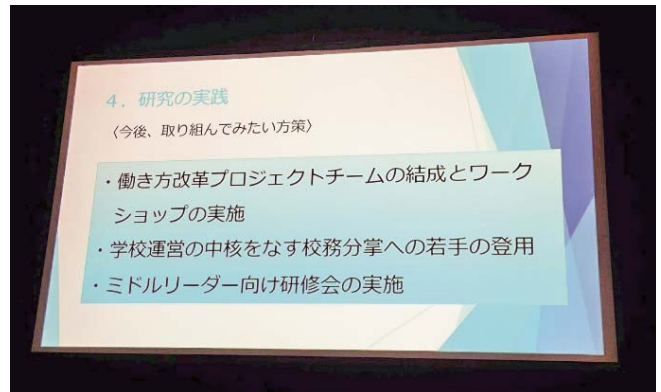 4．研究の実践
〈今後、取り組んでみたい方策〉
・働き方改革プロジェクトチームの結成とワーク
ショップの実施
・学校運営の中核をなす校務分掌への若手の登用
・ミドルリーダー向け研修会の実施